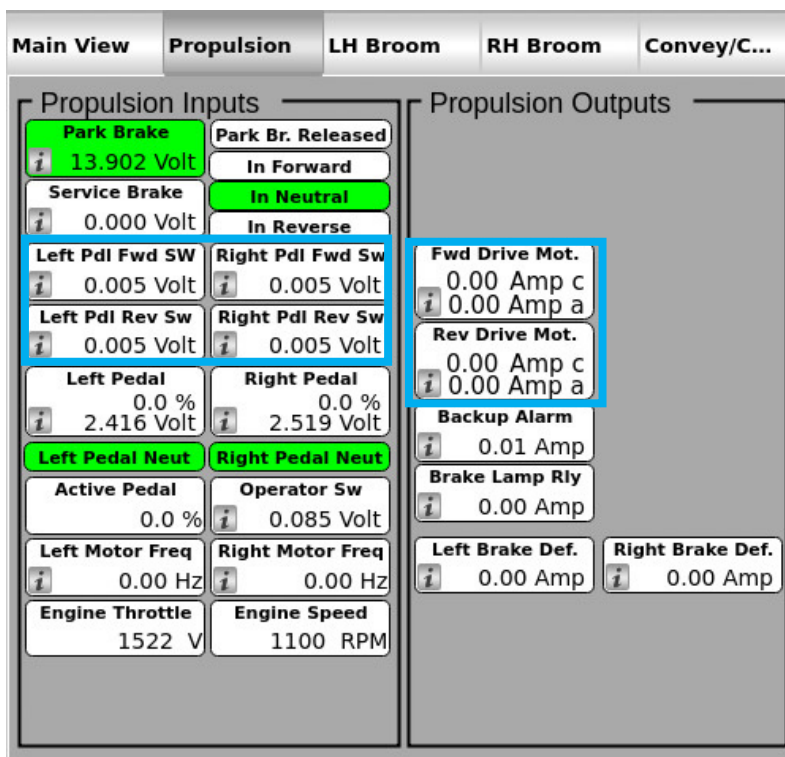 Main View Propulsion LH Broom RH Broom Convey/C...
Propulsion Inputs
Park Brake
i 13.902 Volt
Park Br. Released
In Forward
Service Brake
i 0.000 Volt
In Neutral
In Reverse
Left Pdl Fwd SW
i 0.005 Volt
Right Pdl Fwd Sw
i 0.005 Volt
Left Pdl Rev Sw
i 0.005 Volt
Right Pdl Rev Sw
i 0.005 Volt
Left Pedal
0.0 %
i 2.416 Volt
Right Pedal
0.0 %
i 2.519 Volt
Left Pedal Neut
Right Pedal Neut
Active Pedal
0.0 %
Operator Sw
i 0.085 Volt
Left Motor Freq
i 0.00 Hz
Right Motor Freq
i 0.00 Hz
Engine Throttle
1522 V
Engine Speed
1100 RPM
Propulsion Outputs
Fwd Drive Mot.
0.00 Amp c
i 0.00 Amp a
Rev Drive Mot.
0.00 Amp c
i 0.00 Amp a
Backup Alarm
i 0.01 Amp
Brake Lamp Rly
i 0.00 Amp
Left Brake Def.
i 0.00 Amp
Right Brake Def.
i 0.00 Amp